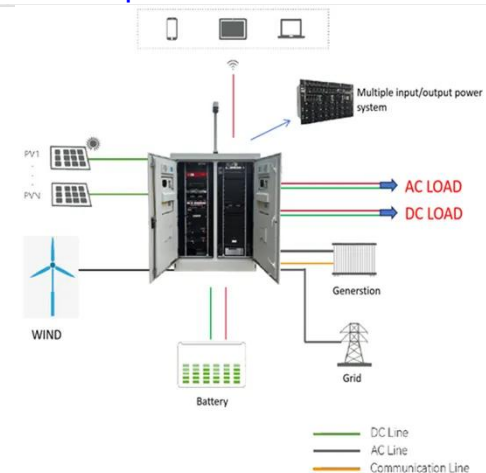 Multiple input/output power
system
PV1
PVN
AC LOAD
DC LOAD
Generstion
WIND
Grid
Battery
DC Line
AC Line
Communication Line